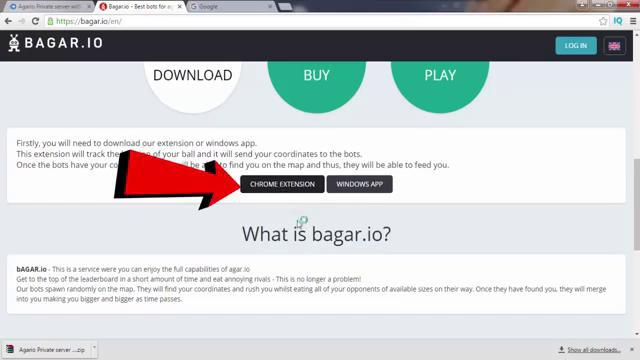 Agario Private server wit
Bagar.io - Best bots for ag
Google
https://bagar.io/en/
BAGAR.IO
LOG IN
DOWNLOAD
BUY
PLAY
Firstly, you will need to download our extension or windows app.
This extension will track the of your ball and it will send your coordinates to the bots.
Once the bots have your to find you on the map and thus, they will be able to feed you.
CHROME EXTENSION
WINDOWS APP
What is bagar.io?
bAGAR.io - This is a service were you can enjoy the full capabilities of agar.io
Get to the top of the leaderboard in a short amount of time and eat annoying rivals - This is no longer a problem!
Our bots spawn randomly on the map. They will find your coordinates and rush you whilst eating all of your opponents of available sizes on their way. Once they have found you, they will merge
into you making you bigger and bigger as time passes.
Agario Private server ....zip
Show all downloads...